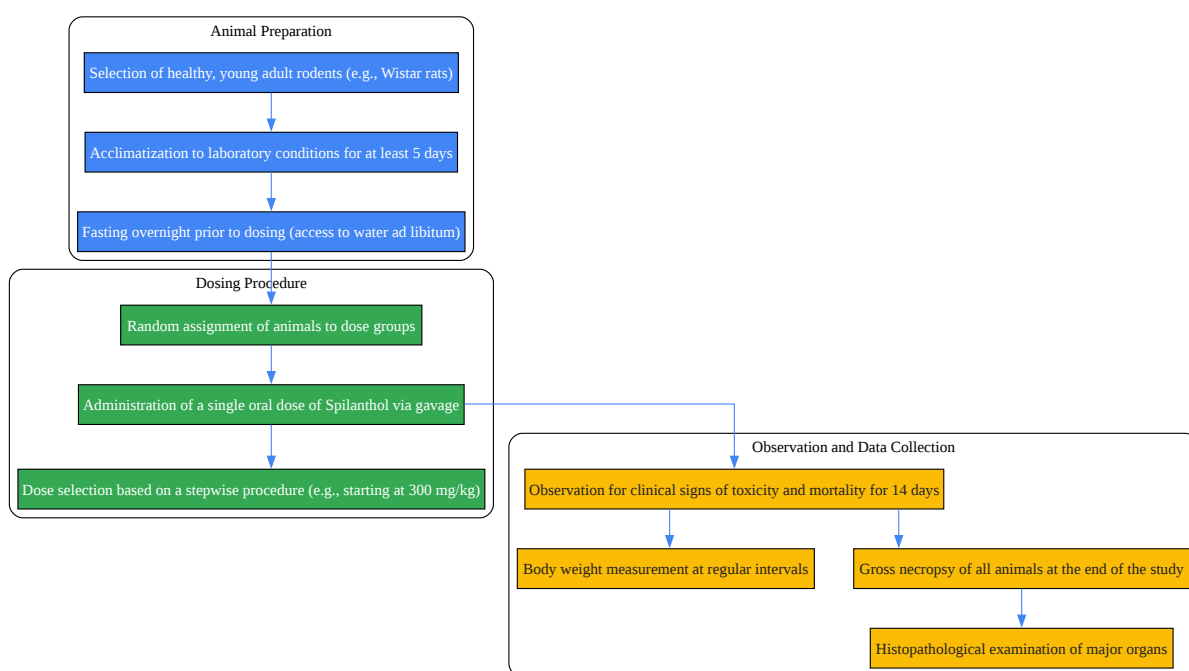 Animal Preparation
Selection of healthy, young adult rodents (e.g., Wistar rats)
Acclimatization to laboratory conditions for at least 5 days
Fasting overnight prior to dosing (access to water ad libitum)
Dosing Procedure
Random assignment of animals to dose groups
Administration of a single oral dose of Spilanthol via gavage
Dose selection based on a stepwise procedure (e.g., starting at 300 mg/kg)
Observation and Data Collection
Observation for clinical signs of toxicity and mortality for 14 days
Body weight measurement at regular intervals
Gross necropsy of all animals at the end of the study
Histopathological examination of major organs